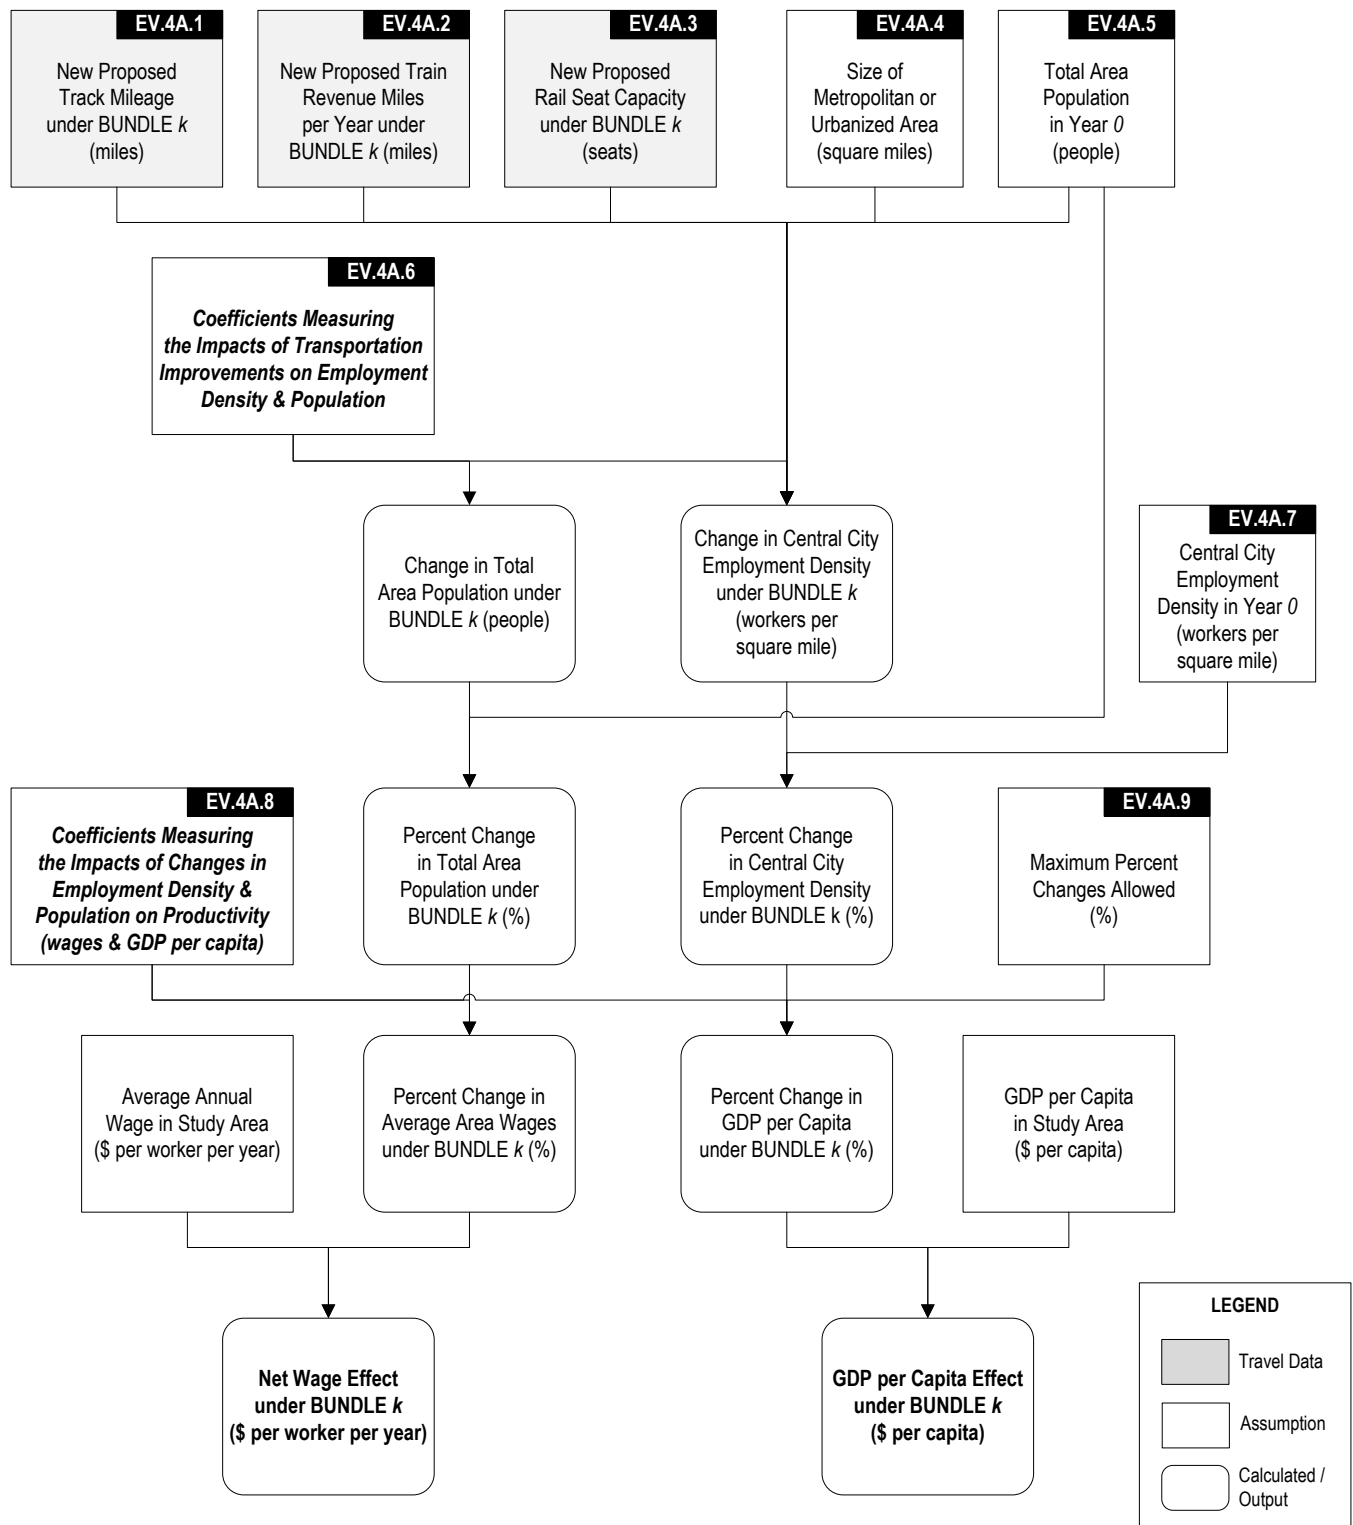 EV.4A.1
New Proposed
Track Mileage
under BUNDLE k
(miles)
EV.4A.2
New Proposed Train
Revenue Miles
per Year under
BUNDLE k (miles)
EV.4A.3
New Proposed
Rail Seat Capacity
under BUNDLE k
(seats)
EV.4A.4
Size of
Metropolitan or
Urbanized Area
(square miles)
EV.4A.5
Total Area
Population
in Year 0
(people)
EV.4A.6
Coefficients Measuring
the Impacts of Transportation
Improvements on Employment
Density & Population
Change in Total
Area Population under
BUNDLE k (people)
Change in Central City
Employment Density
under BUNDLE k
(workers per
square mile)
EV.4A.7
Central City
Employment
Density in Year 0
(workers per
square mile)
EV.4A.8
Coefficients Measuring
the Impacts of Changes in
Employment Density &
Population on Productivity
(wages & GDP per capita)
Percent Change
in Total Area
Population under
BUNDLE k (%)
Percent Change
in Central City
Employment Density
under BUNDLE k (%)
EV.4A.9
Maximum Percent
Changes Allowed
(%)
Average Annual
Wage in Study Area
($ per worker per year)
Percent Change in
Average Area Wages
under BUNDLE k (%)
Percent Change in
GDP per Capita
under BUNDLE k (%)
GDP per Capita
in Study Area
($ per capita)
Net Wage Effect
under BUNDLE k
($ per worker per year)
GDP per Capita Effect
under BUNDLE k
($ per capita)
LEGEND
Travel Data
Assumption
Calculated /
Output